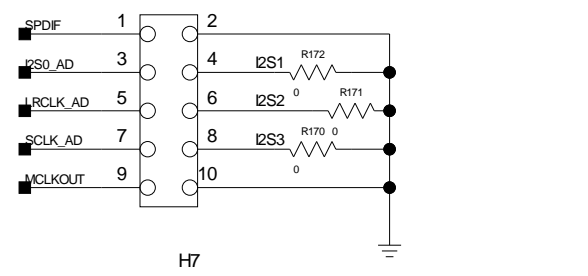 SPDIF 1 2
I2S0_AD 3 4 I2S1 R172 0
LRCLK_AD 5 6 I2S2 R171 0
SCLK_AD 7 8 I2S3 R170 0
MCLKOUT 9 10
H7